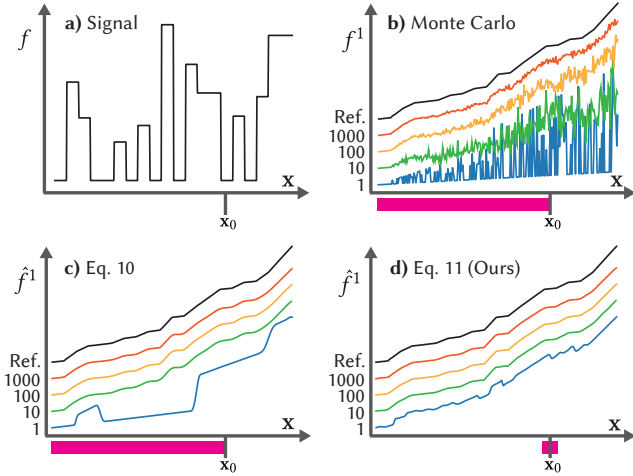 a) Signal
f
x
x₀
b) Monte Carlo
f¹
Ref.
1000
100
10
1
x
x₀
c) Eq. 10
f̂¹
Ref.
1000
100
10
1
x
x₀
d) Eq. 11 (Ours)
f̂¹
Ref.
1000
100
10
1
x
x₀